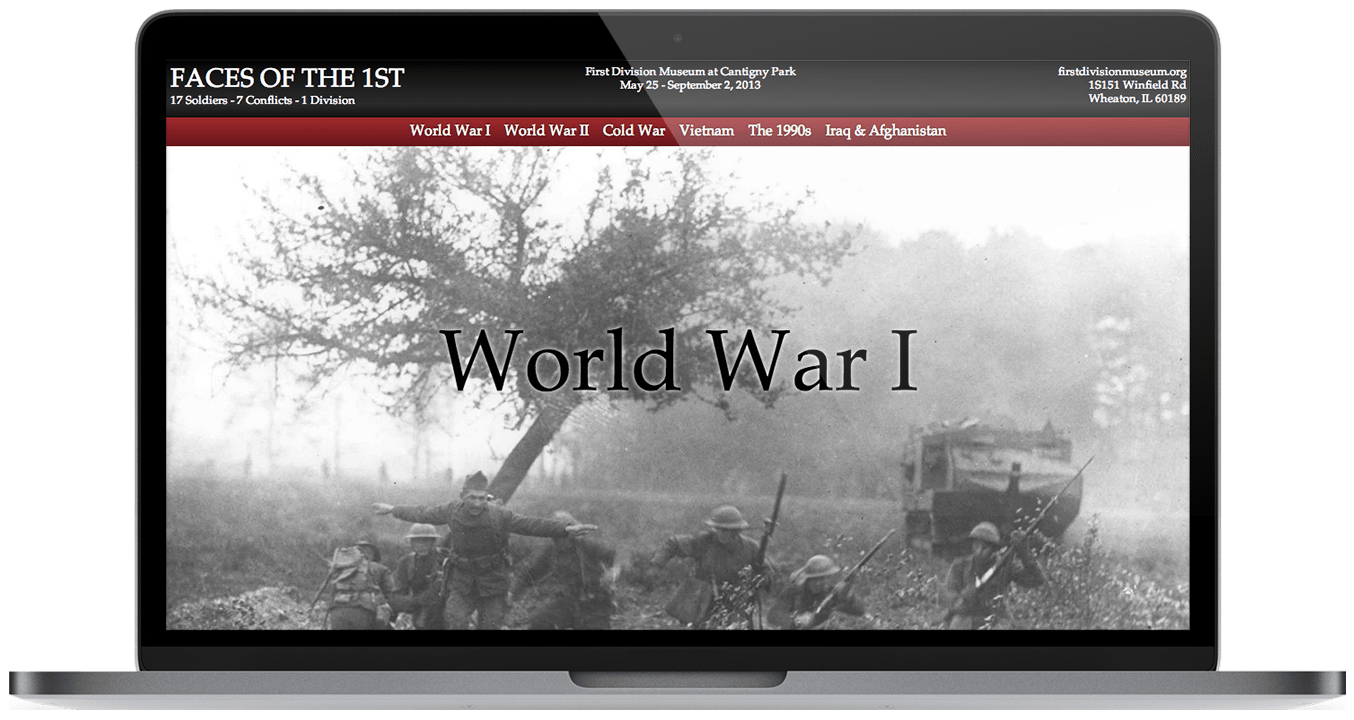 FACES OF THE 1ST
17 Soldiers - 7 Conflicts - 1 Division
First Division Museum at Cantigny Park
May 25 - September 2, 2013
firstdivisionmuseum.org
1S151 Winfield Rd
Wheaton, IL 60189
World War I World War II Cold War Vietnam The 1990s Iraq & Afghanistan
World War I